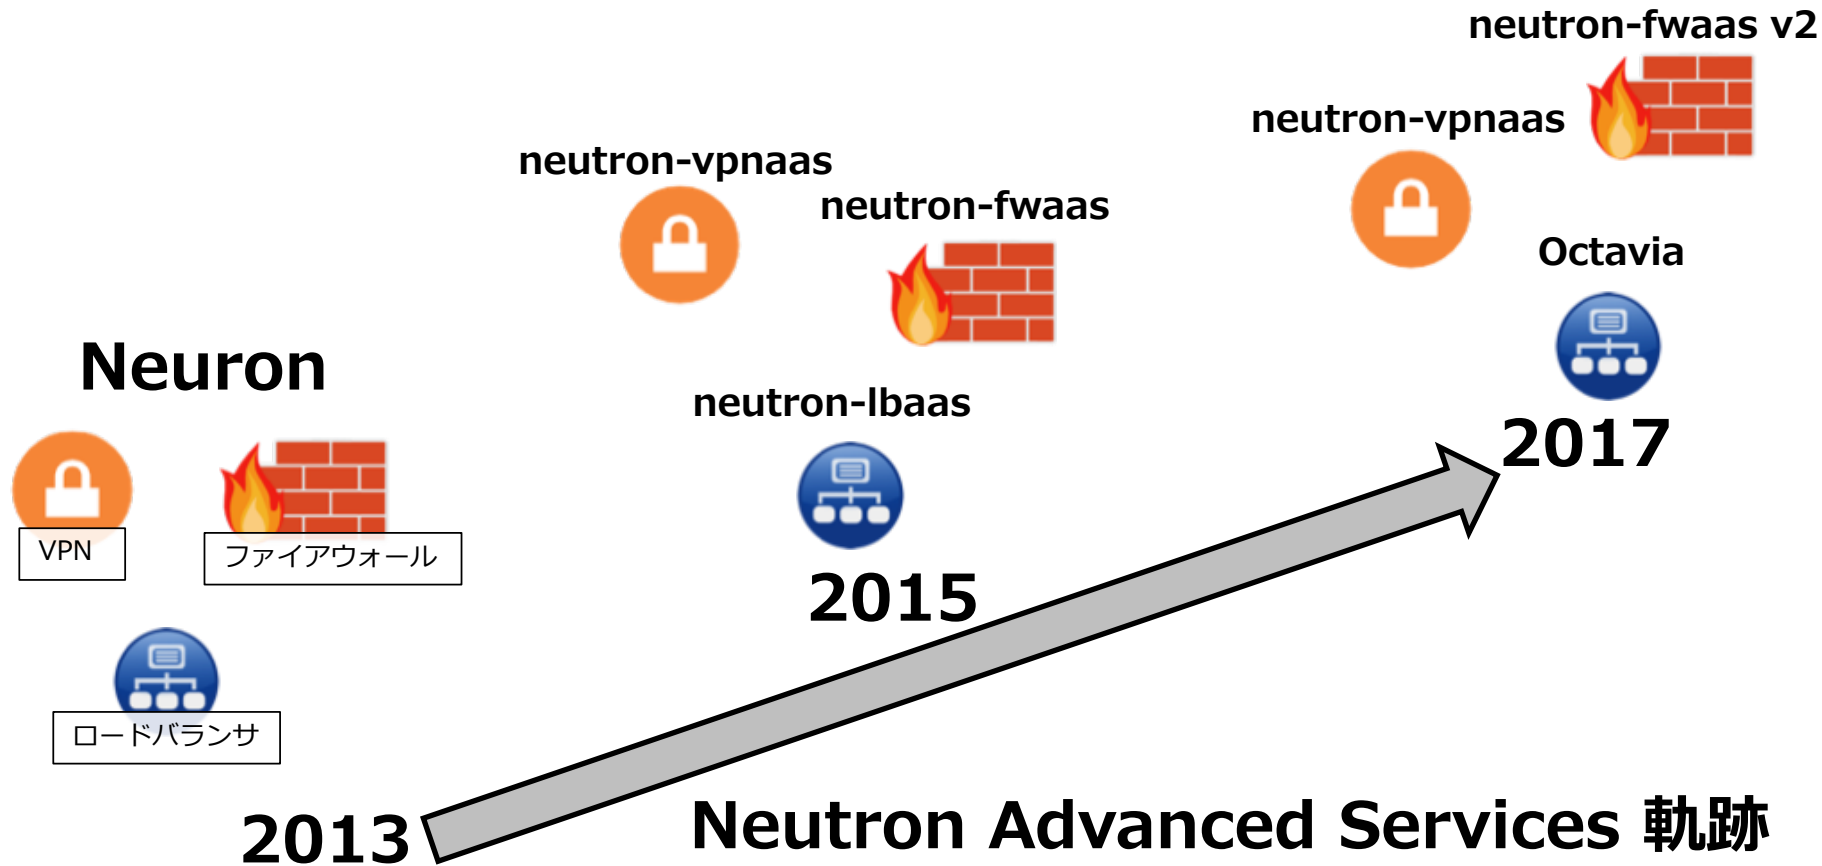 neutron-fwaas v2
neutron-vpnaas
neutron-vpnaas
neutron-fwaas
Octavia
Neuron
neutron-lbaas
2017
VPN
ファイアウォール
2015
ロードバランサ
2013
Neutron Advanced Services 軌跡